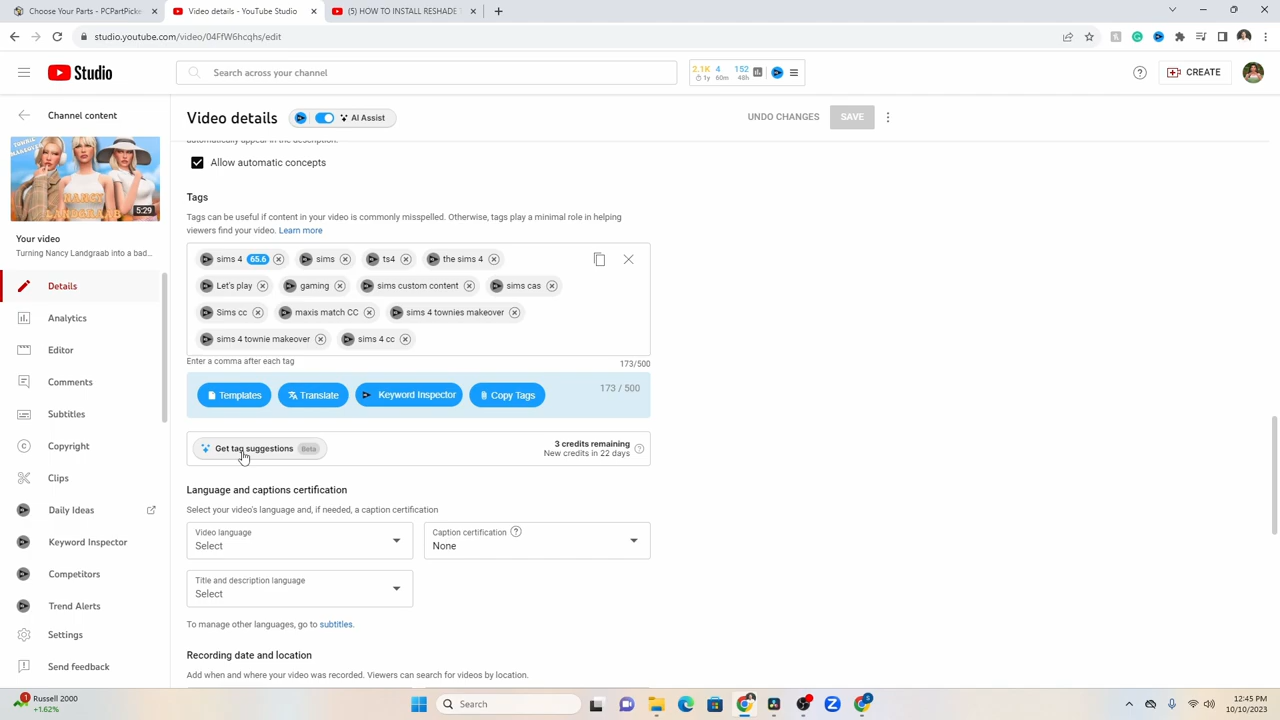 Choose Your Parts - PCPartPicker
Video details - YouTube Studio
(5) HOW TO INSTALL RESHADE T
studio.youtube.com/video/04FfW6hcqhs/edit
Studio
Search across your channel
2.1K 4 152
1y 60m 48h
CREATE
Channel content
Video details
AI Assist
UNDO CHANGES
SAVE
Allow automatic concepts
Tags
Tags can be useful if content in your video is commonly misspelled. Otherwise, tags play a minimal role in helping
viewers find your video. Learn more
sims 4 65.6 sims ts4 the sims 4
Let's play gaming sims custom content sims cas
Sims cc maxis match CC sims 4 townies makeover
sims 4 townie makeover sims 4 cc
Enter a comma after each tag
173/500
Templates Translate Keyword Inspector Copy Tags
173 / 500
Get tag suggestions Beta
3 credits remaining
New credits in 22 days
Language and captions certification
Select your video's language and, if needed, a caption certification
Video language
Select
Caption certification
None
Title and description language
Select
To manage other languages, go to subtitles.
Recording date and location
Add when and where your video was recorded. Viewers can search for videos by location.
MAKEOVER
NANCY
LANDGRAAB
5:29
Your video
Turning Nancy Landgraab into a bad...
Details
Analytics
Editor
Comments
Subtitles
Copyright
Clips
Daily Ideas
Keyword Inspector
Competitors
Trend Alerts
Settings
Send feedback
Russell 2000
+1.62%
Search
12:45 PM
10/10/2023